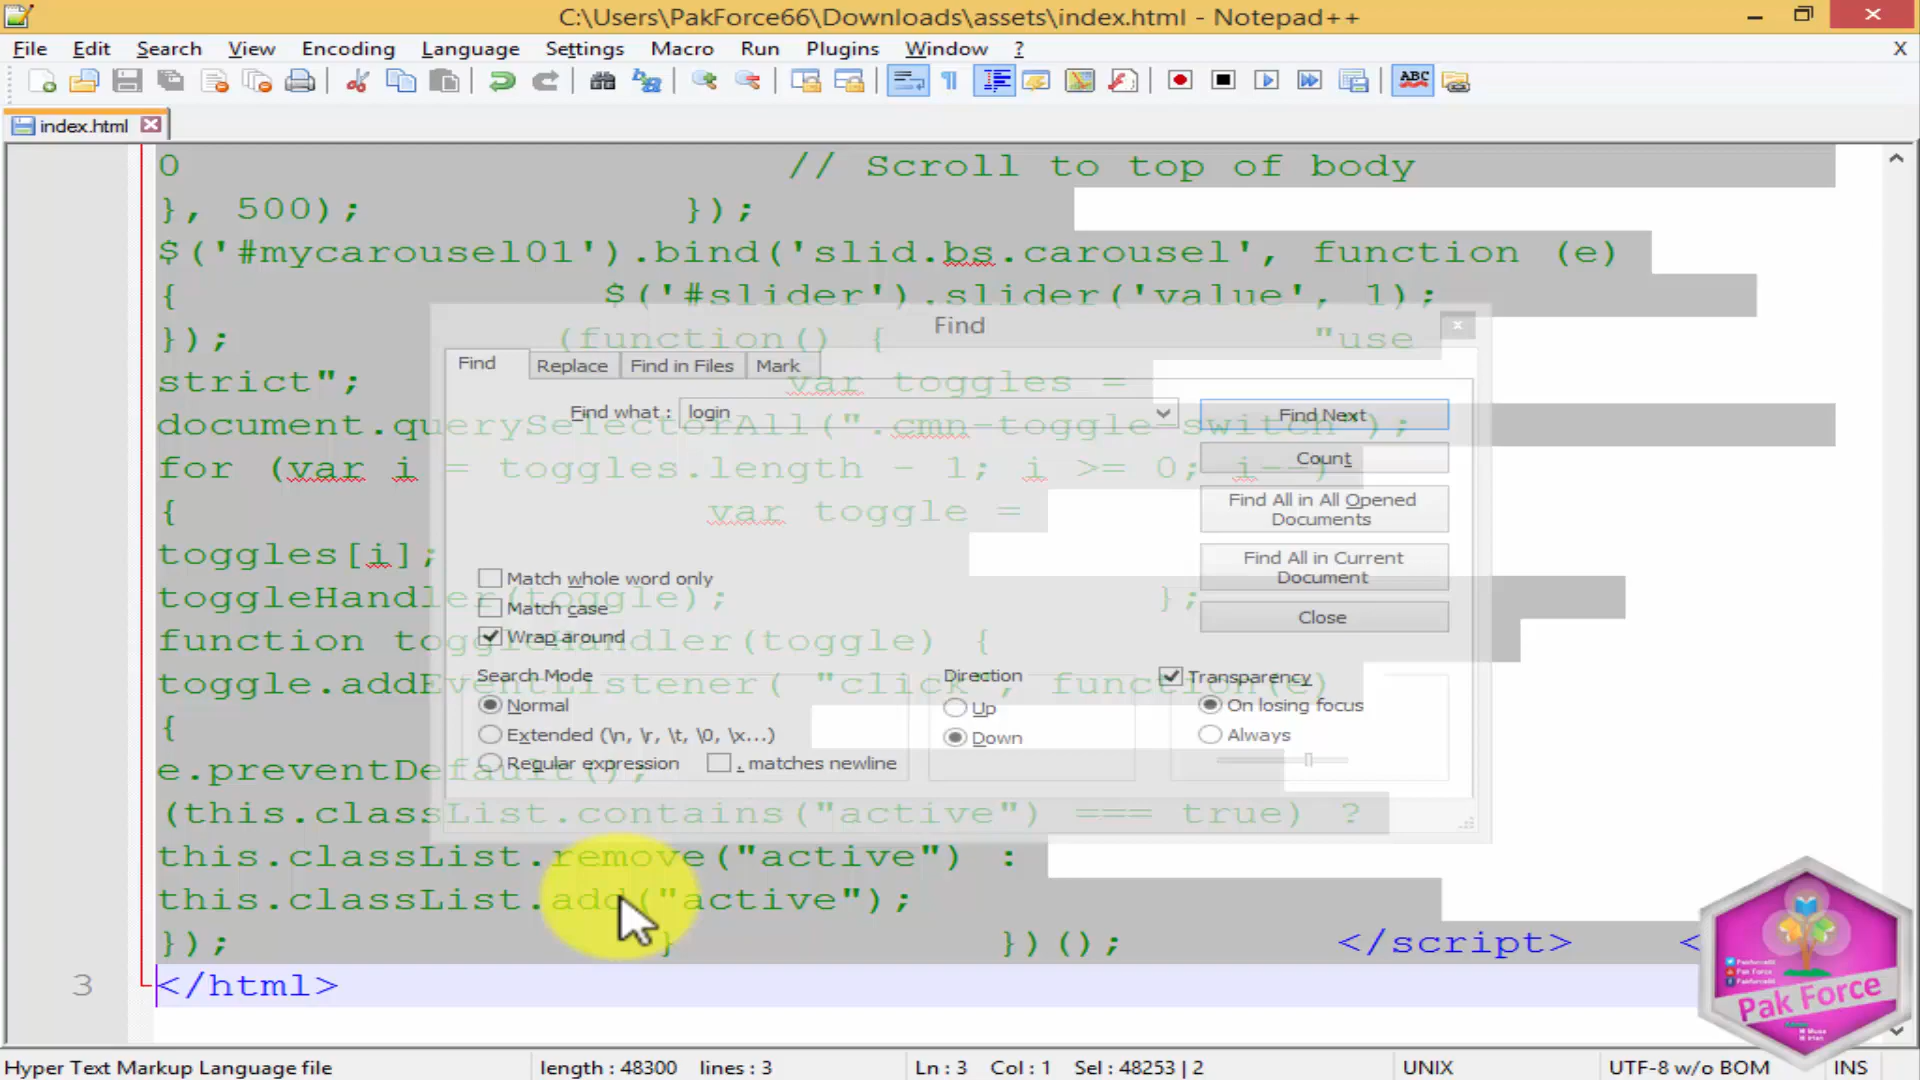 C:\Users\PakForce66\Downloads\assets\index.html - Notepad++
File Edit Search View Encoding Language Settings Macro Run Plugins Window ? X
ABC
index.html
0 // Scroll to top of body
}, 500); });
$('#mycarousel01').bind('slid.bs.carousel', function (e)
{ $('#slider').slider('value', 1);
}); (function() { "use
Find
strict"; var toggles =
Find Replace Find in Files Mark
document.querySelectorAll(".cmn-toggle-switch");
Find what : login
Find Next
for (var i = toggles.length - 1; i >= 0; i--)
Count
{ var toggle =
Find All in All Opened
Documents
toggles[i];
Find All in Current
Document
Match whole word only
toggleHandler(toggle); };
Match case
Close
function toggleHandler(toggle) {
Wrap around
toggle.addEventListener( "click", function(e)
Search Mode
Direction
Transparency
Normal
Up
On losing focus
{
Extended (\n, \r, \t, \0, \x...)
Down
Always
e.preventDefault();
Regular expression . matches newline
(this.classList.contains("active") === true) ?
this.classList.remove("active") :
this.classList.add("active");
}); } })(); </script> <
3 </html>
Pak Force
Hyper Text Markup Language file length : 48300 lines : 3 Ln : 3 Col : 1 Sel : 48253 | 2 UNIX UTF-8 w/o BOM INS